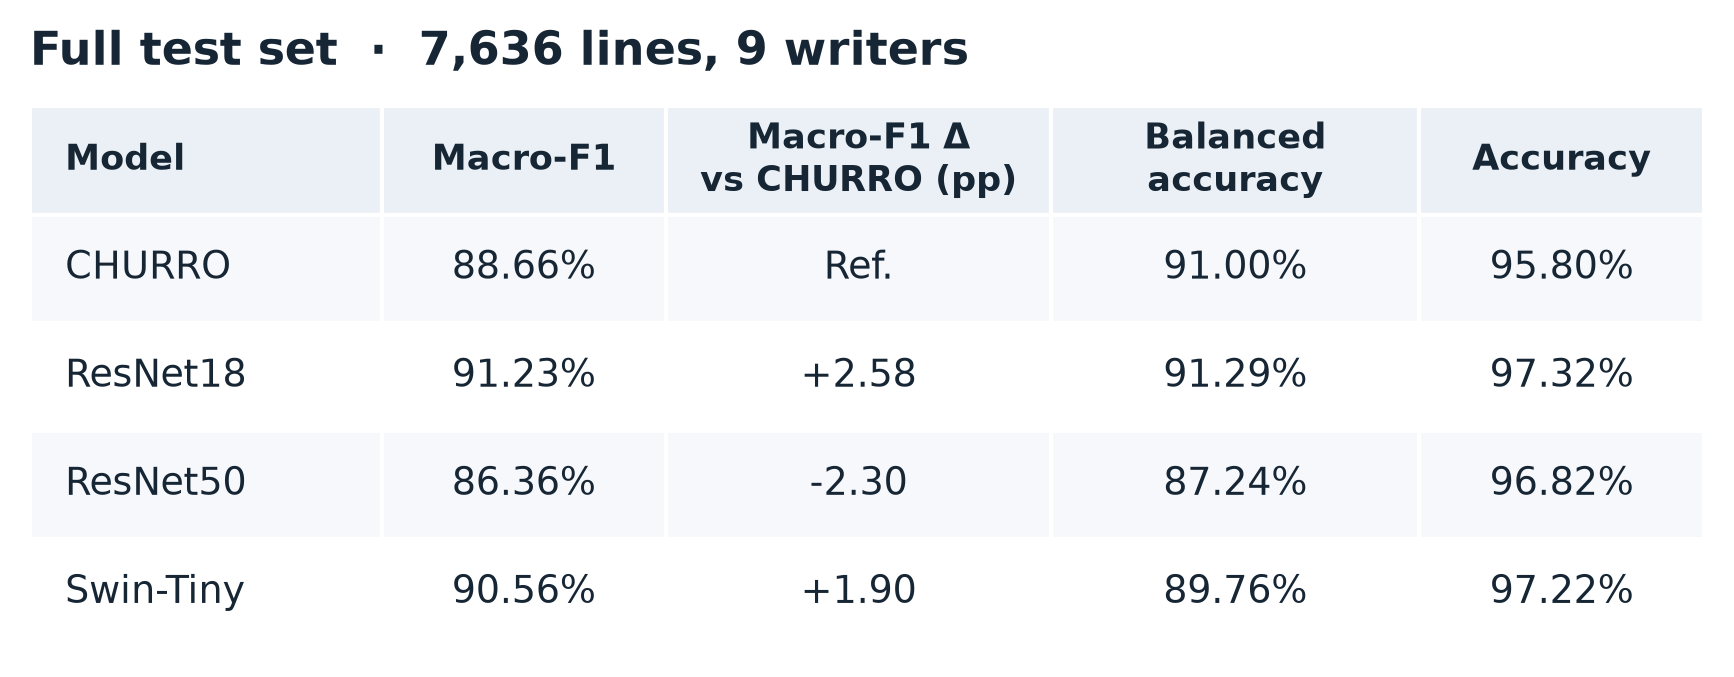 Full test set · 7,636 lines, 9 writers
Model Macro-F1 Macro-F1 Δ vs CHURRO (pp) Balanced accuracy Accuracy
CHURRO 88.66% Ref. 91.00% 95.80%
ResNet18 91.23% +2.58 91.29% 97.32%
ResNet50 86.36% -2.30 87.24% 96.82%
Swin-Tiny 90.56% +1.90 89.76% 97.22%